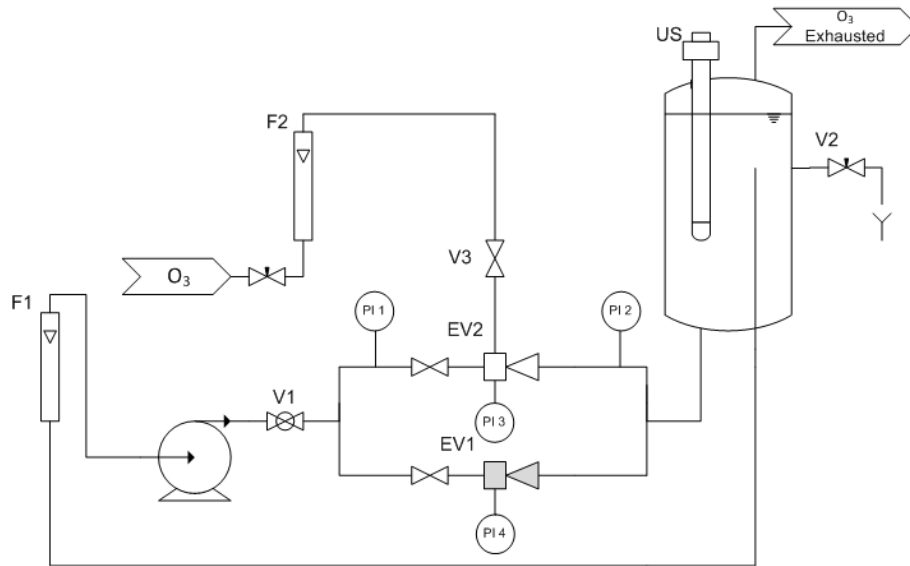 O₃
Exhausted
US
F2
V2
V3
O₃
F1
PI 1
EV2
PI 2
V1
PI 3
EV1
PI 4